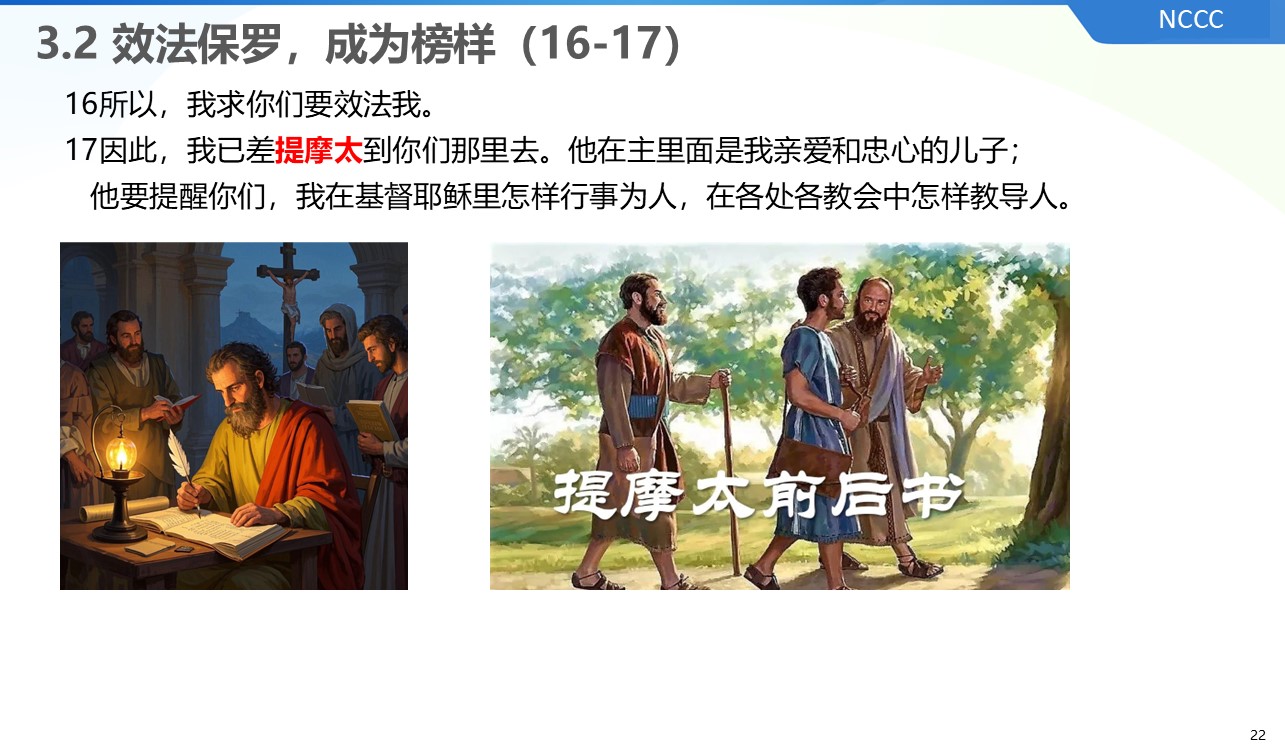 NCCC
3.2 效法保罗，成为榜样（16-17）
16所以，我求你们要效法我。
17因此，我已差提摩太到你们那里去。他在主里面是我亲爱和忠心的儿子；
他要提醒你们，我在基督耶稣里怎样行事为人，在各处各教会中怎样教导人。
提摩太前后书
22